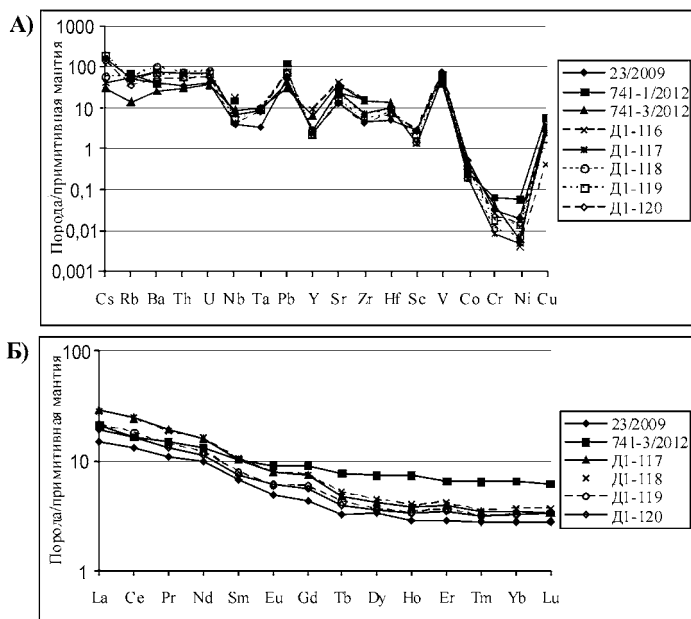 А)
Порода/примитивная мантия
1000
100
10
1
0,1
0,01
0,001
Cs Rb Ba Th U Nb Ta Pb Y Sr Zr Hf Sc V Co Cr Ni Cu
23/2009
741-1/2012
741-3/2012
Д1-116
Д1-117
Д1-118
Д1-119
Д1-120
Б)
Порода/примитивная мантия
100
10
1
La Ce Pr Nd Sm Eu Gd Tb Dy Ho Er Tm Yb Lu
23/2009
741-3/2012
Д1-117
Д1-118
Д1-119
Д1-120